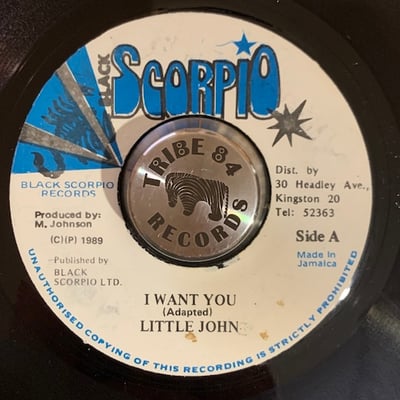 BLACK
SCORPIO
BLACK SCORPIO
RECORDS
Produced by:
M. Johnson
(C)(P) 1989
Published by
BLACK
SCORPIO LTD.
TRIBE 84
RECORDS
Dist. by
30 Headley Ave.,
Kingston 20
Tel: 52363
Side A
Made in
Jamaica
I WANT YOU
(Adapted)
LITTLE JOHN
UNAUTHORISED COPYING OF THIS RECORDING IS STRICTLY PROHIBITED